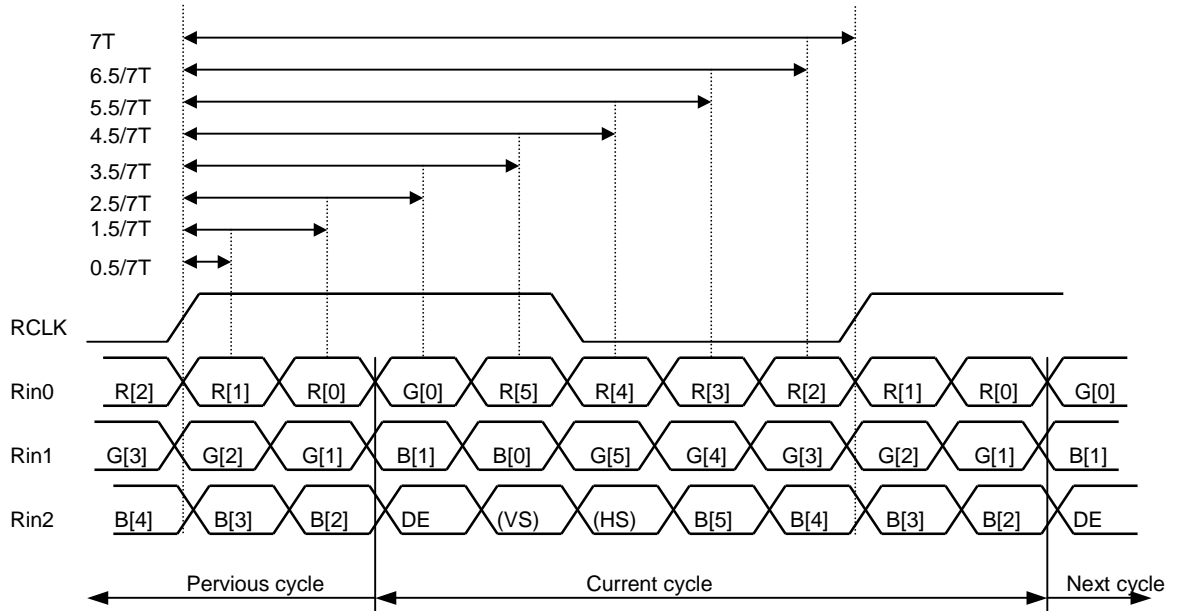 7T
6.5/7T
5.5/7T
4.5/7T
3.5/7T
2.5/7T
1.5/7T
0.5/7T
RCLK
Rin0 R[2] R[1] R[0] G[0] R[5] R[4] R[3] R[2] R[1] R[0] G[0]
Rin1 G[3] G[2] G[1] B[1] B[0] G[5] G[4] G[3] G[2] G[1] B[1]
Rin2 B[4] B[3] B[2] DE (VS) (HS) B[5] B[4] B[3] B[2] DE
Pervious cycle Current cycle Next cycle